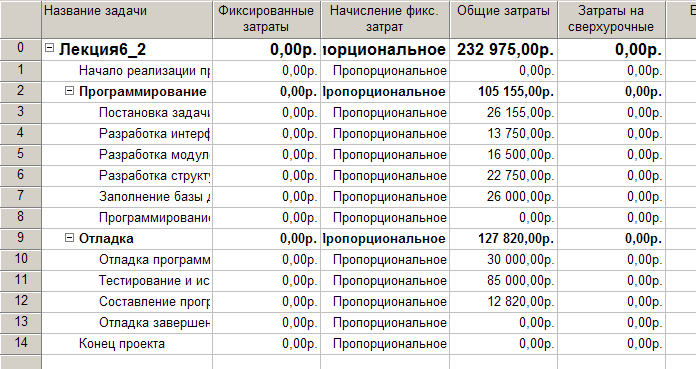 Название задачи Фиксированные затраты Начисление фикс. затрат Общие затраты Затраты на сверхурочные
0 Лекция6_2 0,00р. порциональное 232 975,00р. 0,00р.
1 Начало реализации пр 0,00р. Пропорциональное 0,00р. 0,00р.
2 Программирование 0,00р. Пропорциональное 105 155,00р. 0,00р.
3 Постановка задачи 0,00р. Пропорциональное 26 155,00р. 0,00р.
4 Разработка интерф 0,00р. Пропорциональное 13 750,00р. 0,00р.
5 Разработка модул 0,00р. Пропорциональное 16 500,00р. 0,00р.
6 Разработка структу 0,00р. Пропорциональное 22 750,00р. 0,00р.
7 Заполнение базы д 0,00р. Пропорциональное 26 000,00р. 0,00р.
8 Программировани 0,00р. Пропорциональное 0,00р. 0,00р.
9 Отладка 0,00р. Пропорциональное 127 820,00р. 0,00р.
10 Отладка программ 0,00р. Пропорциональное 30 000,00р. 0,00р.
11 Тестирование и ис 0,00р. Пропорциональное 85 000,00р. 0,00р.
12 Составление прог 0,00р. Пропорциональное 12 820,00р. 0,00р.
13 Отладка завершен 0,00р. Пропорциональное 0,00р. 0,00р.
14 Конец проекта 0,00р. Пропорциональное 0,00р. 0,00р.